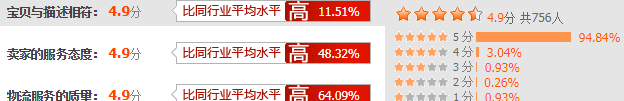 宝贝与描述相符： 4.9分 比同行业平均水平 高 11.51%
卖家的服务态度： 4.9分 比同行业平均水平 高 48.32%
物流服务的质量： 4.9分 比同行业平均水平 高 64.09%
4.9分 共756人
5 分 94.84%
4 分 3.04%
3 分 0.93%
2 分 0.26%
1 分 0.93%